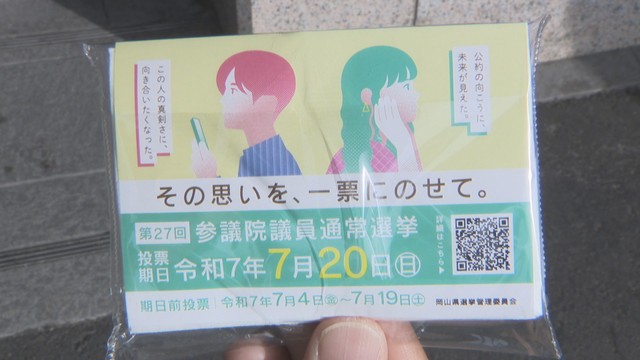 公約の向こうに、
未来が見えた。
この人の真剣さに、
向き合いたくなった。
その思いを、一票にのせて。
第27回 参議院議員通常選挙
投票期日 令和7年7月20日(日)
詳細はこちら▶
期日前投票 令和7年7月4日(金)～7月19日(土)
岡山県選挙管理委員会